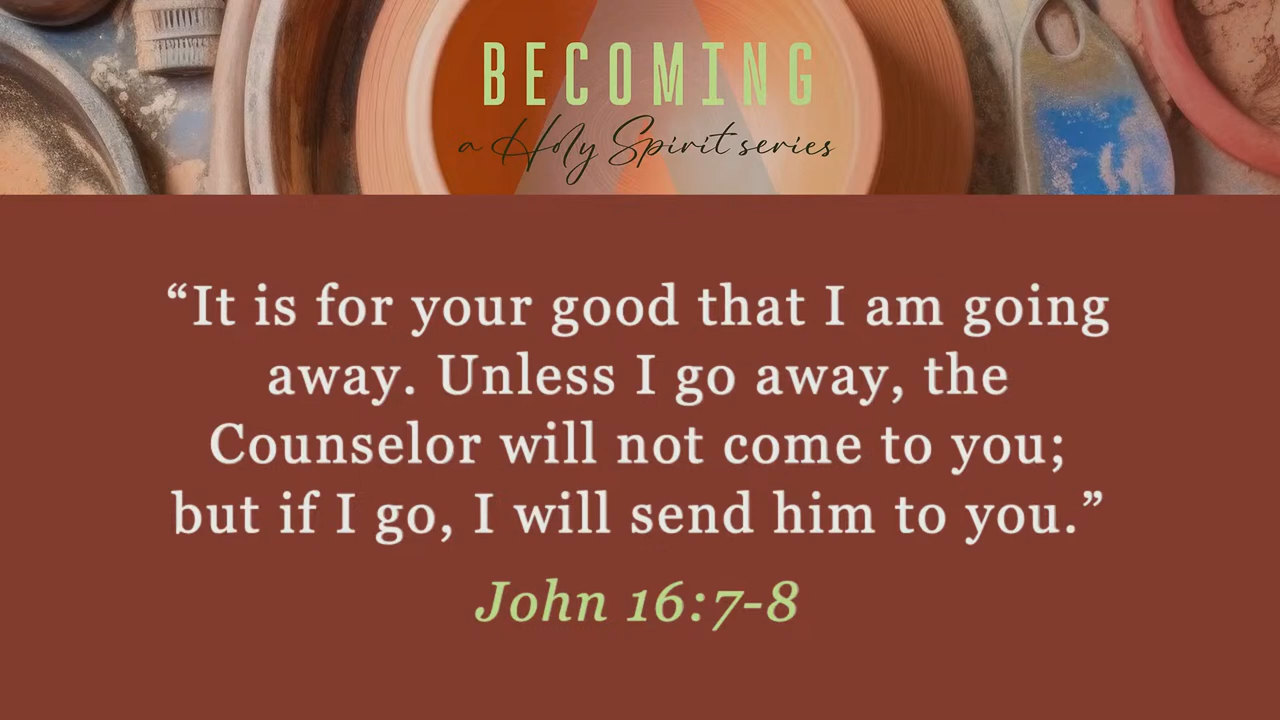 BECOMING
a Holy Spirit series
“It is for your good that I am going
away. Unless I go away, the
Counselor will not come to you;
but if I go, I will send him to you.”
John 16:7-8